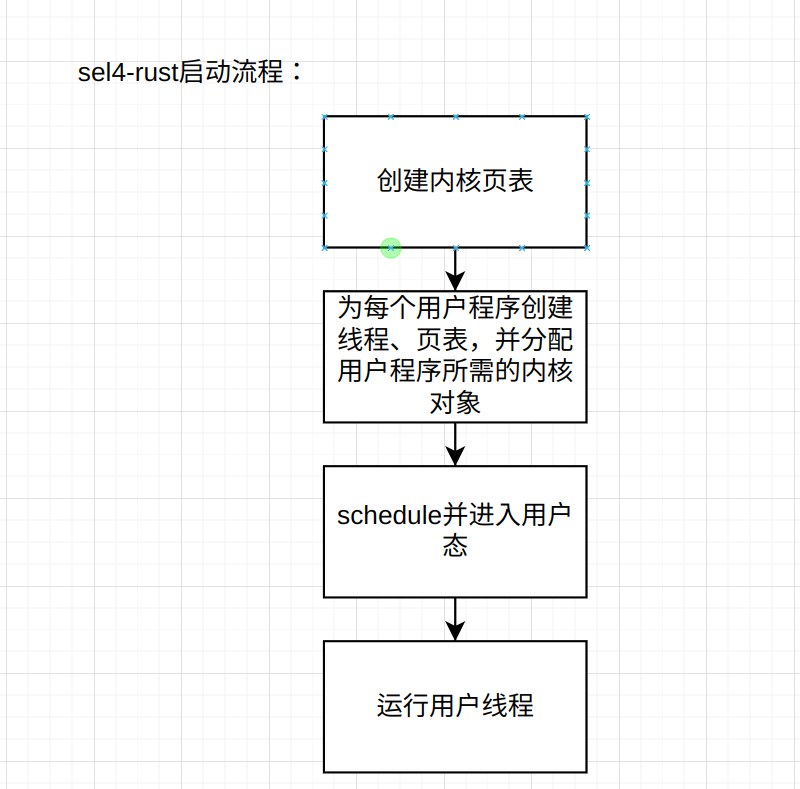 sel4-rust启动流程：
创建内核页表
为每个用户程序创建
线程、页表，并分配
用户程序所需的内核
对象
schedule并进入用户
态
运行用户线程